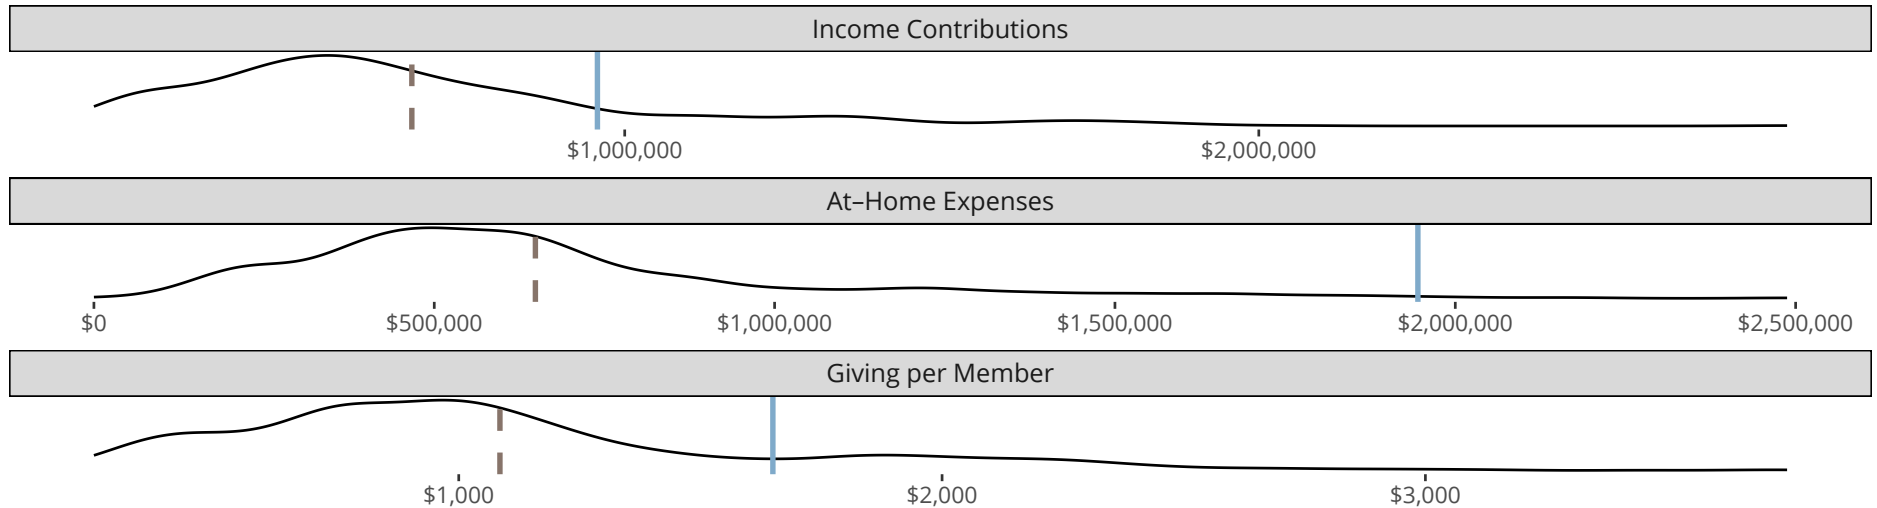 Income Contributions
$1,000,000 $2,000,000
At–Home Expenses
$0 $500,000 $1,000,000 $1,500,000 $2,000,000 $2,500,000
Giving per Member
$1,000 $2,000 $3,000